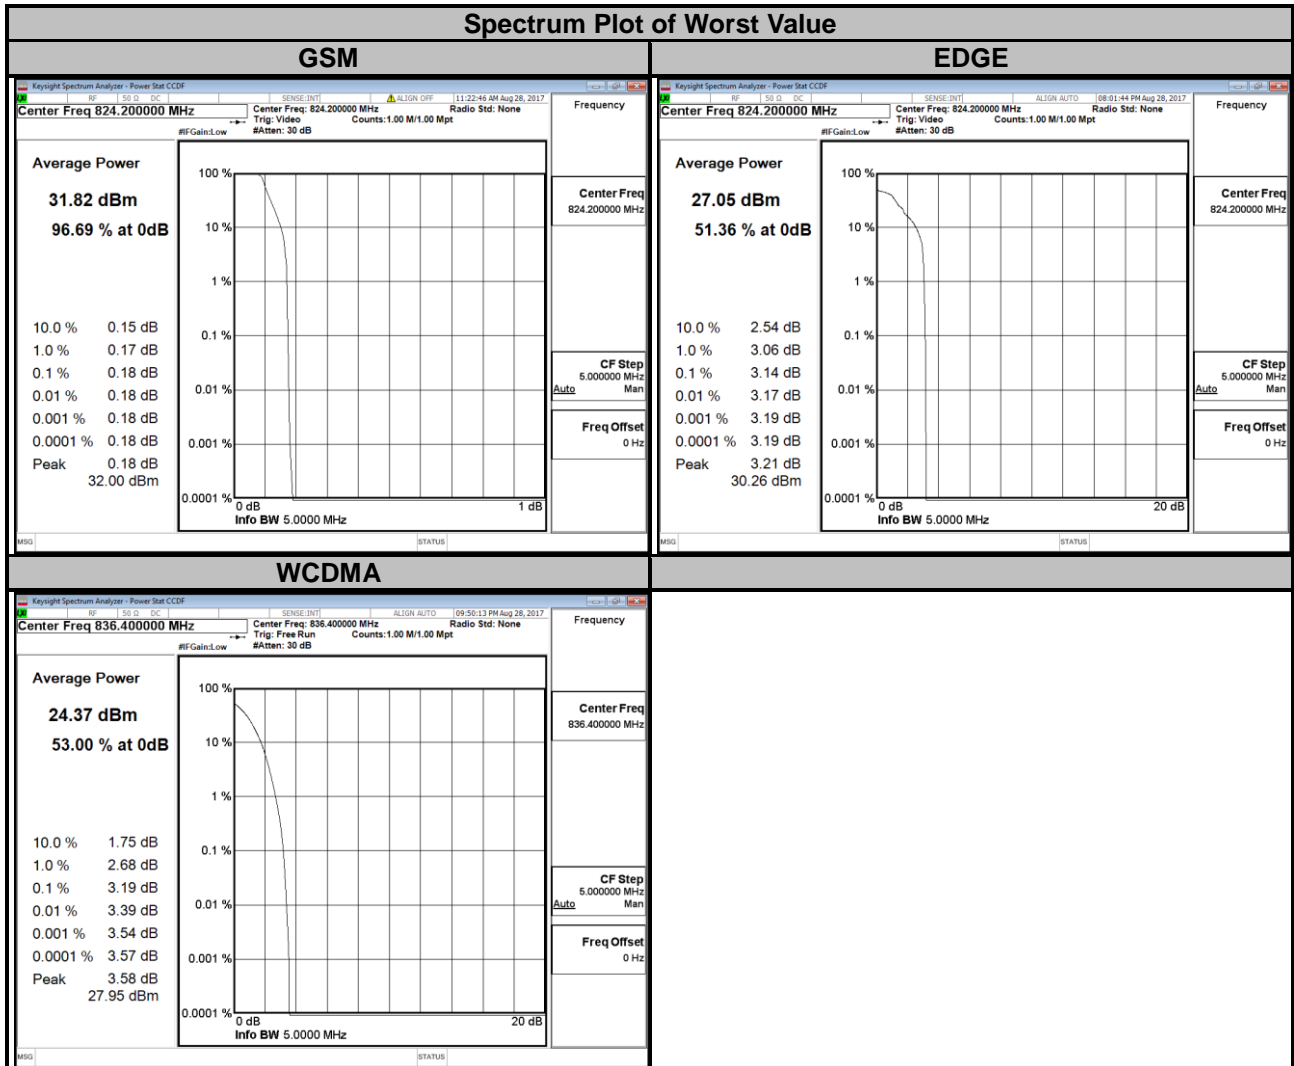 Spectrum Plot of Worst Value
GSM
EDGE
Keysight Spectrum Analyzer - Power Stat CCDF
RF 50 Ω DC SENSE:INT ALIGN OFF 11:22:46 AM Aug 28, 2017
Center Freq 824.200000 MHz
Center Freq: 824.200000 MHz Radio Std: None
Trig: Video Counts:1.00 M/1.00 Mpt
#IFGain:Low #Atten: 30 dB
Frequency
Average Power
31.82 dBm
96.69 % at 0dB
10.0 % 0.15 dB
1.0 % 0.17 dB
0.1 % 0.18 dB
0.01 % 0.18 dB
0.001 % 0.18 dB
0.0001 % 0.18 dB
Peak 0.18 dB
32.00 dBm
100 %
10 %
1 %
0.1 %
0.01 %
0.001 %
0.0001 %
0 dB 1 dB
Info BW 5.0000 MHz
Center Freq
824.200000 MHz
CF Step
5.000000 MHz
Auto Man
Freq Offset
0 Hz
MSG STATUS
Keysight Spectrum Analyzer - Power Stat CCDF
RF 50 Ω DC SENSE:INT ALIGN AUTO 08:01:44 PM Aug 28, 2017
Center Freq 824.200000 MHz
Center Freq: 824.200000 MHz Radio Std: None
Trig: Video Counts:1.00 M/1.00 Mpt
#IFGain:Low #Atten: 30 dB
Frequency
Average Power
27.05 dBm
51.36 % at 0dB
10.0 % 2.54 dB
1.0 % 3.06 dB
0.1 % 3.14 dB
0.01 % 3.17 dB
0.001 % 3.19 dB
0.0001 % 3.19 dB
Peak 3.21 dB
30.26 dBm
100 %
10 %
1 %
0.1 %
0.01 %
0.001 %
0.0001 %
0 dB 20 dB
Info BW 5.0000 MHz
Center Freq
824.200000 MHz
CF Step
5.000000 MHz
Auto Man
Freq Offset
0 Hz
MSG STATUS
WCDMA
Keysight Spectrum Analyzer - Power Stat CCDF
RF 50 Ω DC SENSE:INT ALIGN AUTO 09:50:13 PM Aug 28, 2017
Center Freq 836.400000 MHz
Center Freq: 836.400000 MHz Radio Std: None
Trig: Free Run Counts:1.00 M/1.00 Mpt
#IFGain:Low #Atten: 30 dB
Frequency
Average Power
24.37 dBm
53.00 % at 0dB
10.0 % 1.75 dB
1.0 % 2.68 dB
0.1 % 3.19 dB
0.01 % 3.39 dB
0.001 % 3.54 dB
0.0001 % 3.57 dB
Peak 3.58 dB
27.95 dBm
100 %
10 %
1 %
0.1 %
0.01 %
0.001 %
0.0001 %
0 dB 20 dB
Info BW 5.0000 MHz
Center Freq
836.400000 MHz
CF Step
5.000000 MHz
Auto Man
Freq Offset
0 Hz
MSG STATUS